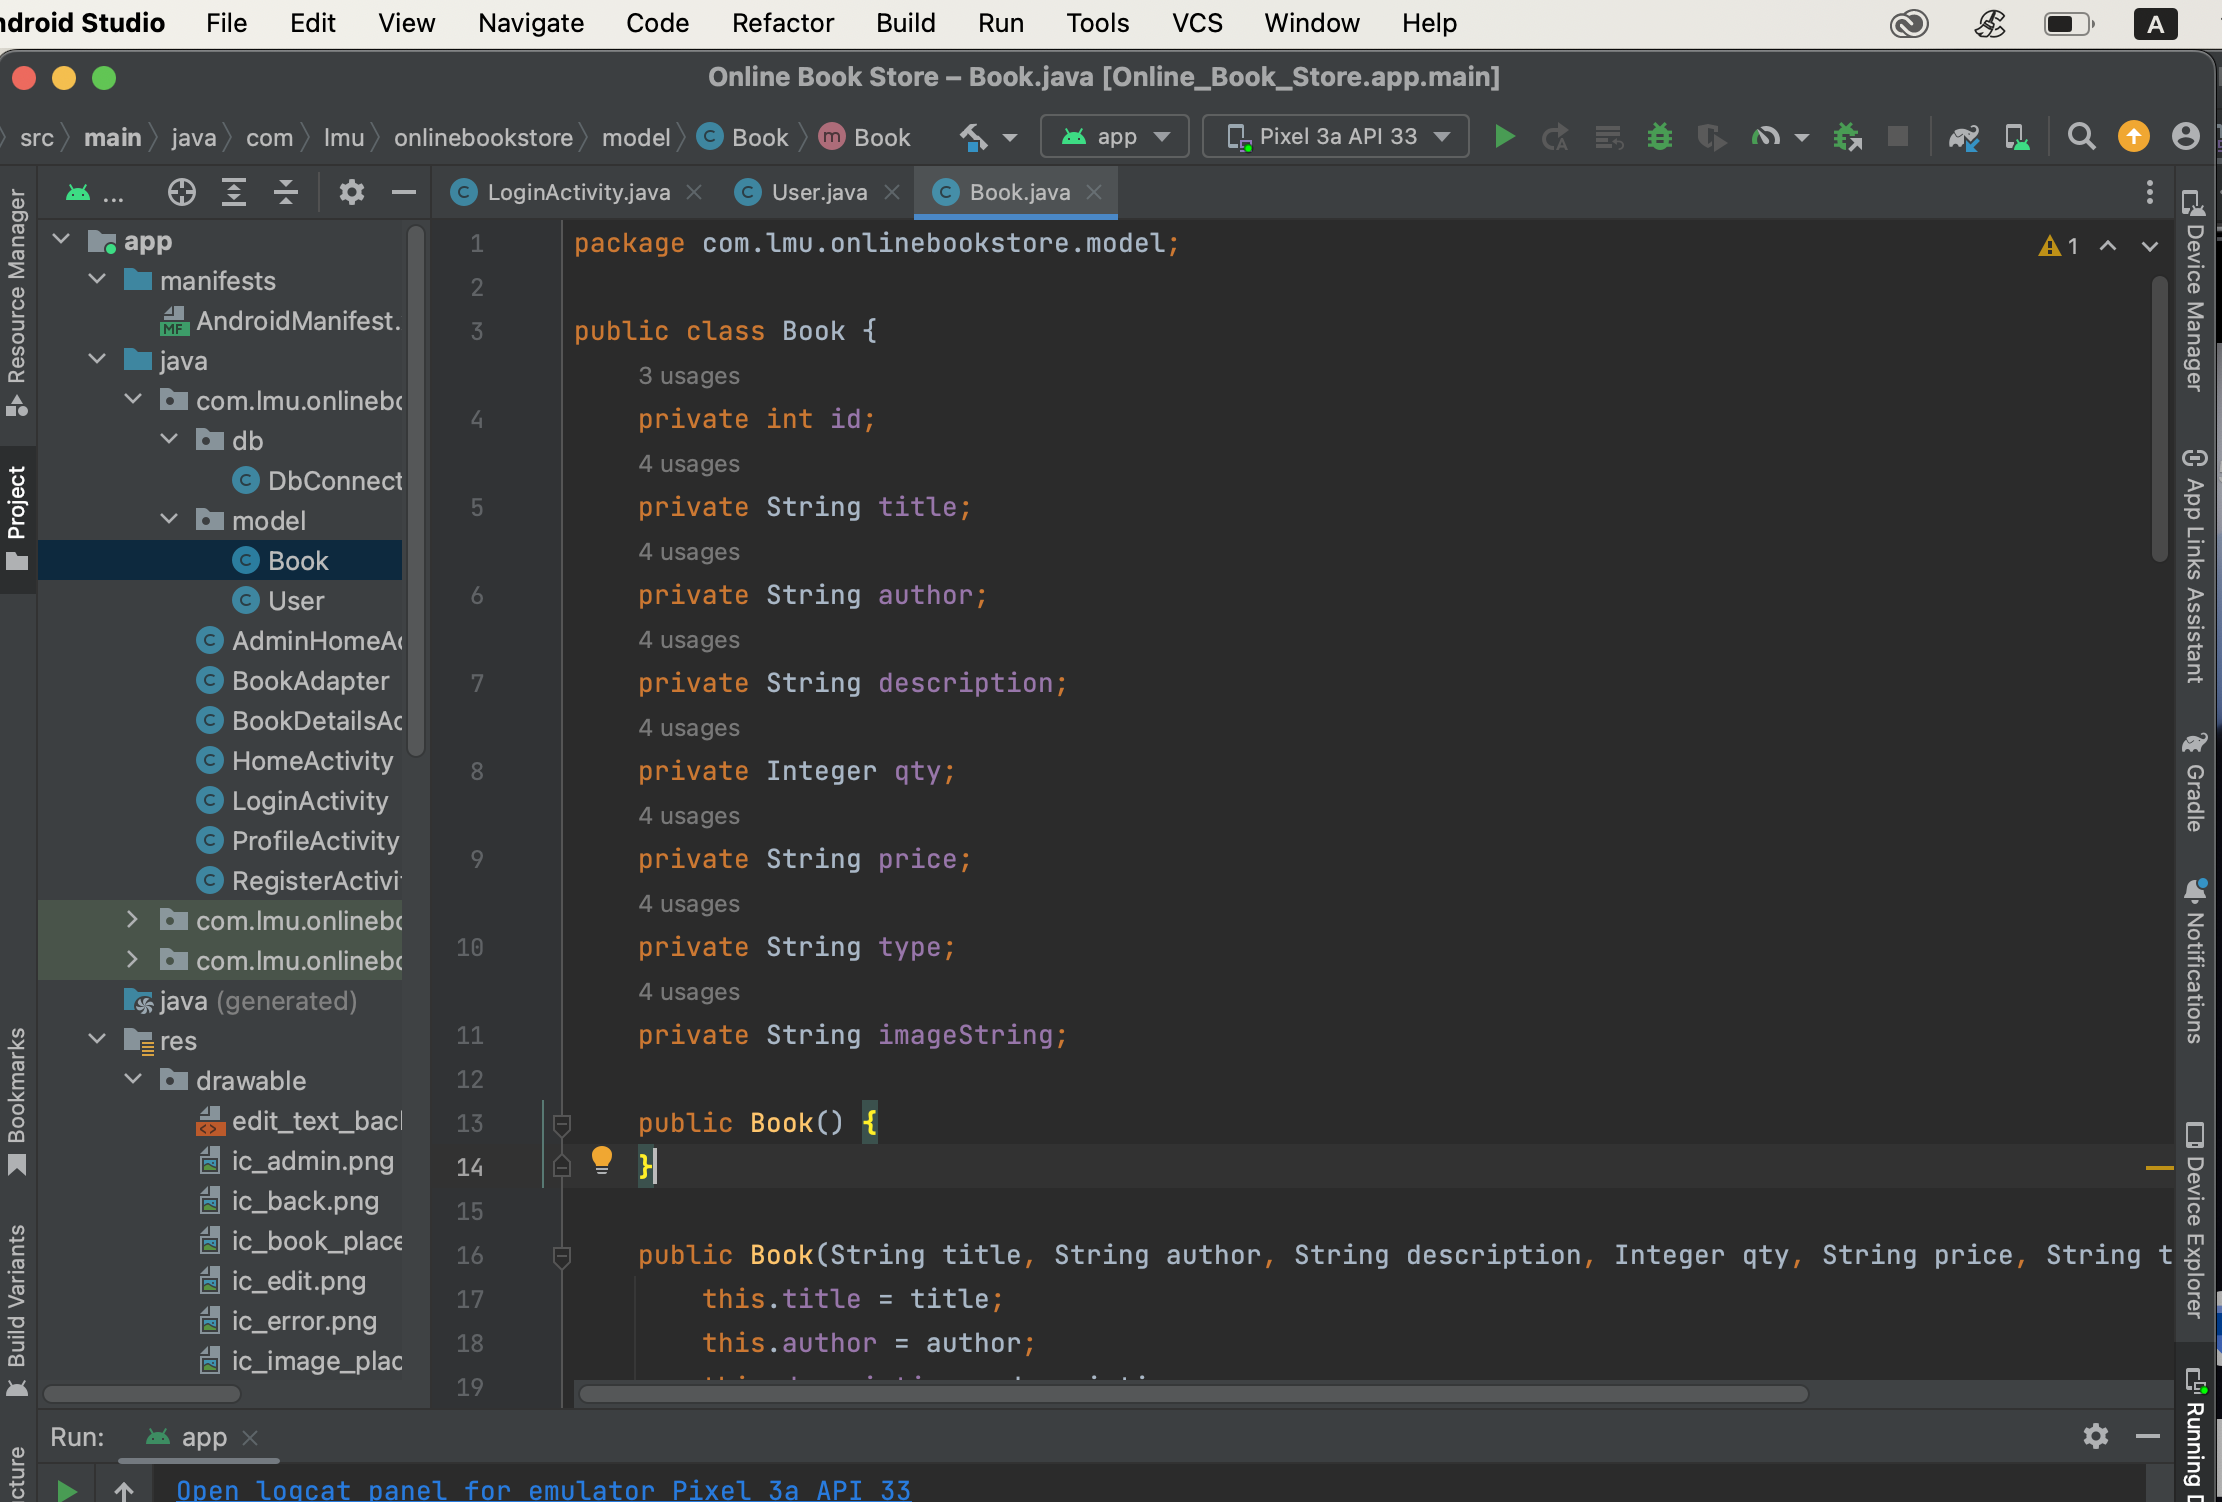 ndroid Studio File Edit View Navigate Code Refactor Build Run Tools VCS Window Help A
Online Book Store – Book.java [Online_Book_Store.app.main]
src main java com lmu onlinebookstore model C Book m Book app Pixel 3a API 33
... C LoginActivity.java C User.java C Book.java
Resource Manager
Project
Bookmarks
Build Variants
cture
app
manifests
MF AndroidManifest.
java
com.lmu.onlinebo
db
C DbConnect
model
C Book
C User
C AdminHomeAc
C BookAdapter
C BookDetailsAc
C HomeActivity
C LoginActivity
C ProfileActivity
C RegisterActivi
com.lmu.onlinebo
com.lmu.onlinebo
java (generated)
res
drawable
edit_text_bac
ic_admin.png
ic_back.png
ic_book_place
ic_edit.png
ic_error.png
ic_image_plac
1 package com.lmu.onlinebookstore.model;
1
2
3 public class Book {
3 usages
4 private int id;
4 usages
5 private String title;
4 usages
6 private String author;
4 usages
7 private String description;
4 usages
8 private Integer qty;
4 usages
9 private String price;
4 usages
10 private String type;
4 usages
11 private String imageString;
12
13 public Book() {
14 }
15
16 public Book(String title, String author, String description, Integer qty, String price, String t
17 this.title = title;
18 this.author = author;
19
Device Manager
App Links Assistant
Gradle
Notifications
Device Explorer
Running D
Run: app
Open logcat panel for emulator Pixel 3a API 33